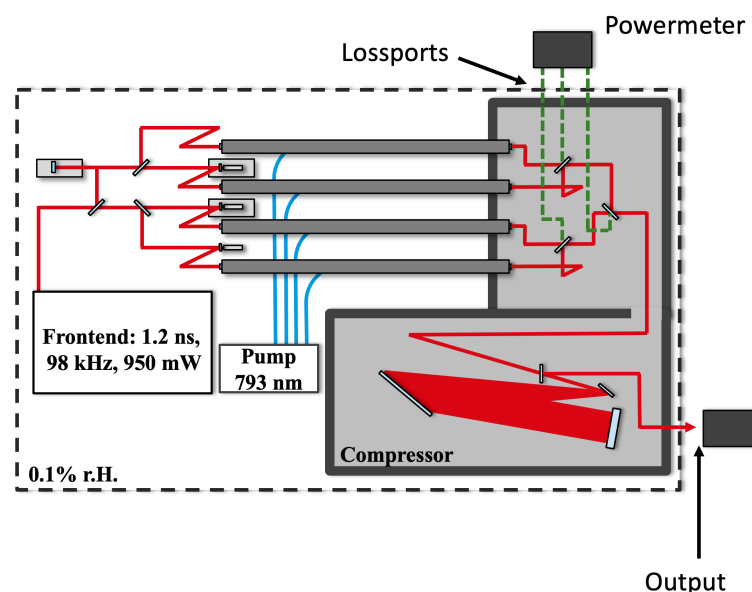 Powermeter
Lossports
Frontend: 1.2 ns,
98 kHz, 950 mW
Pump
793 nm
Compressor
0.1% r.H.
Output